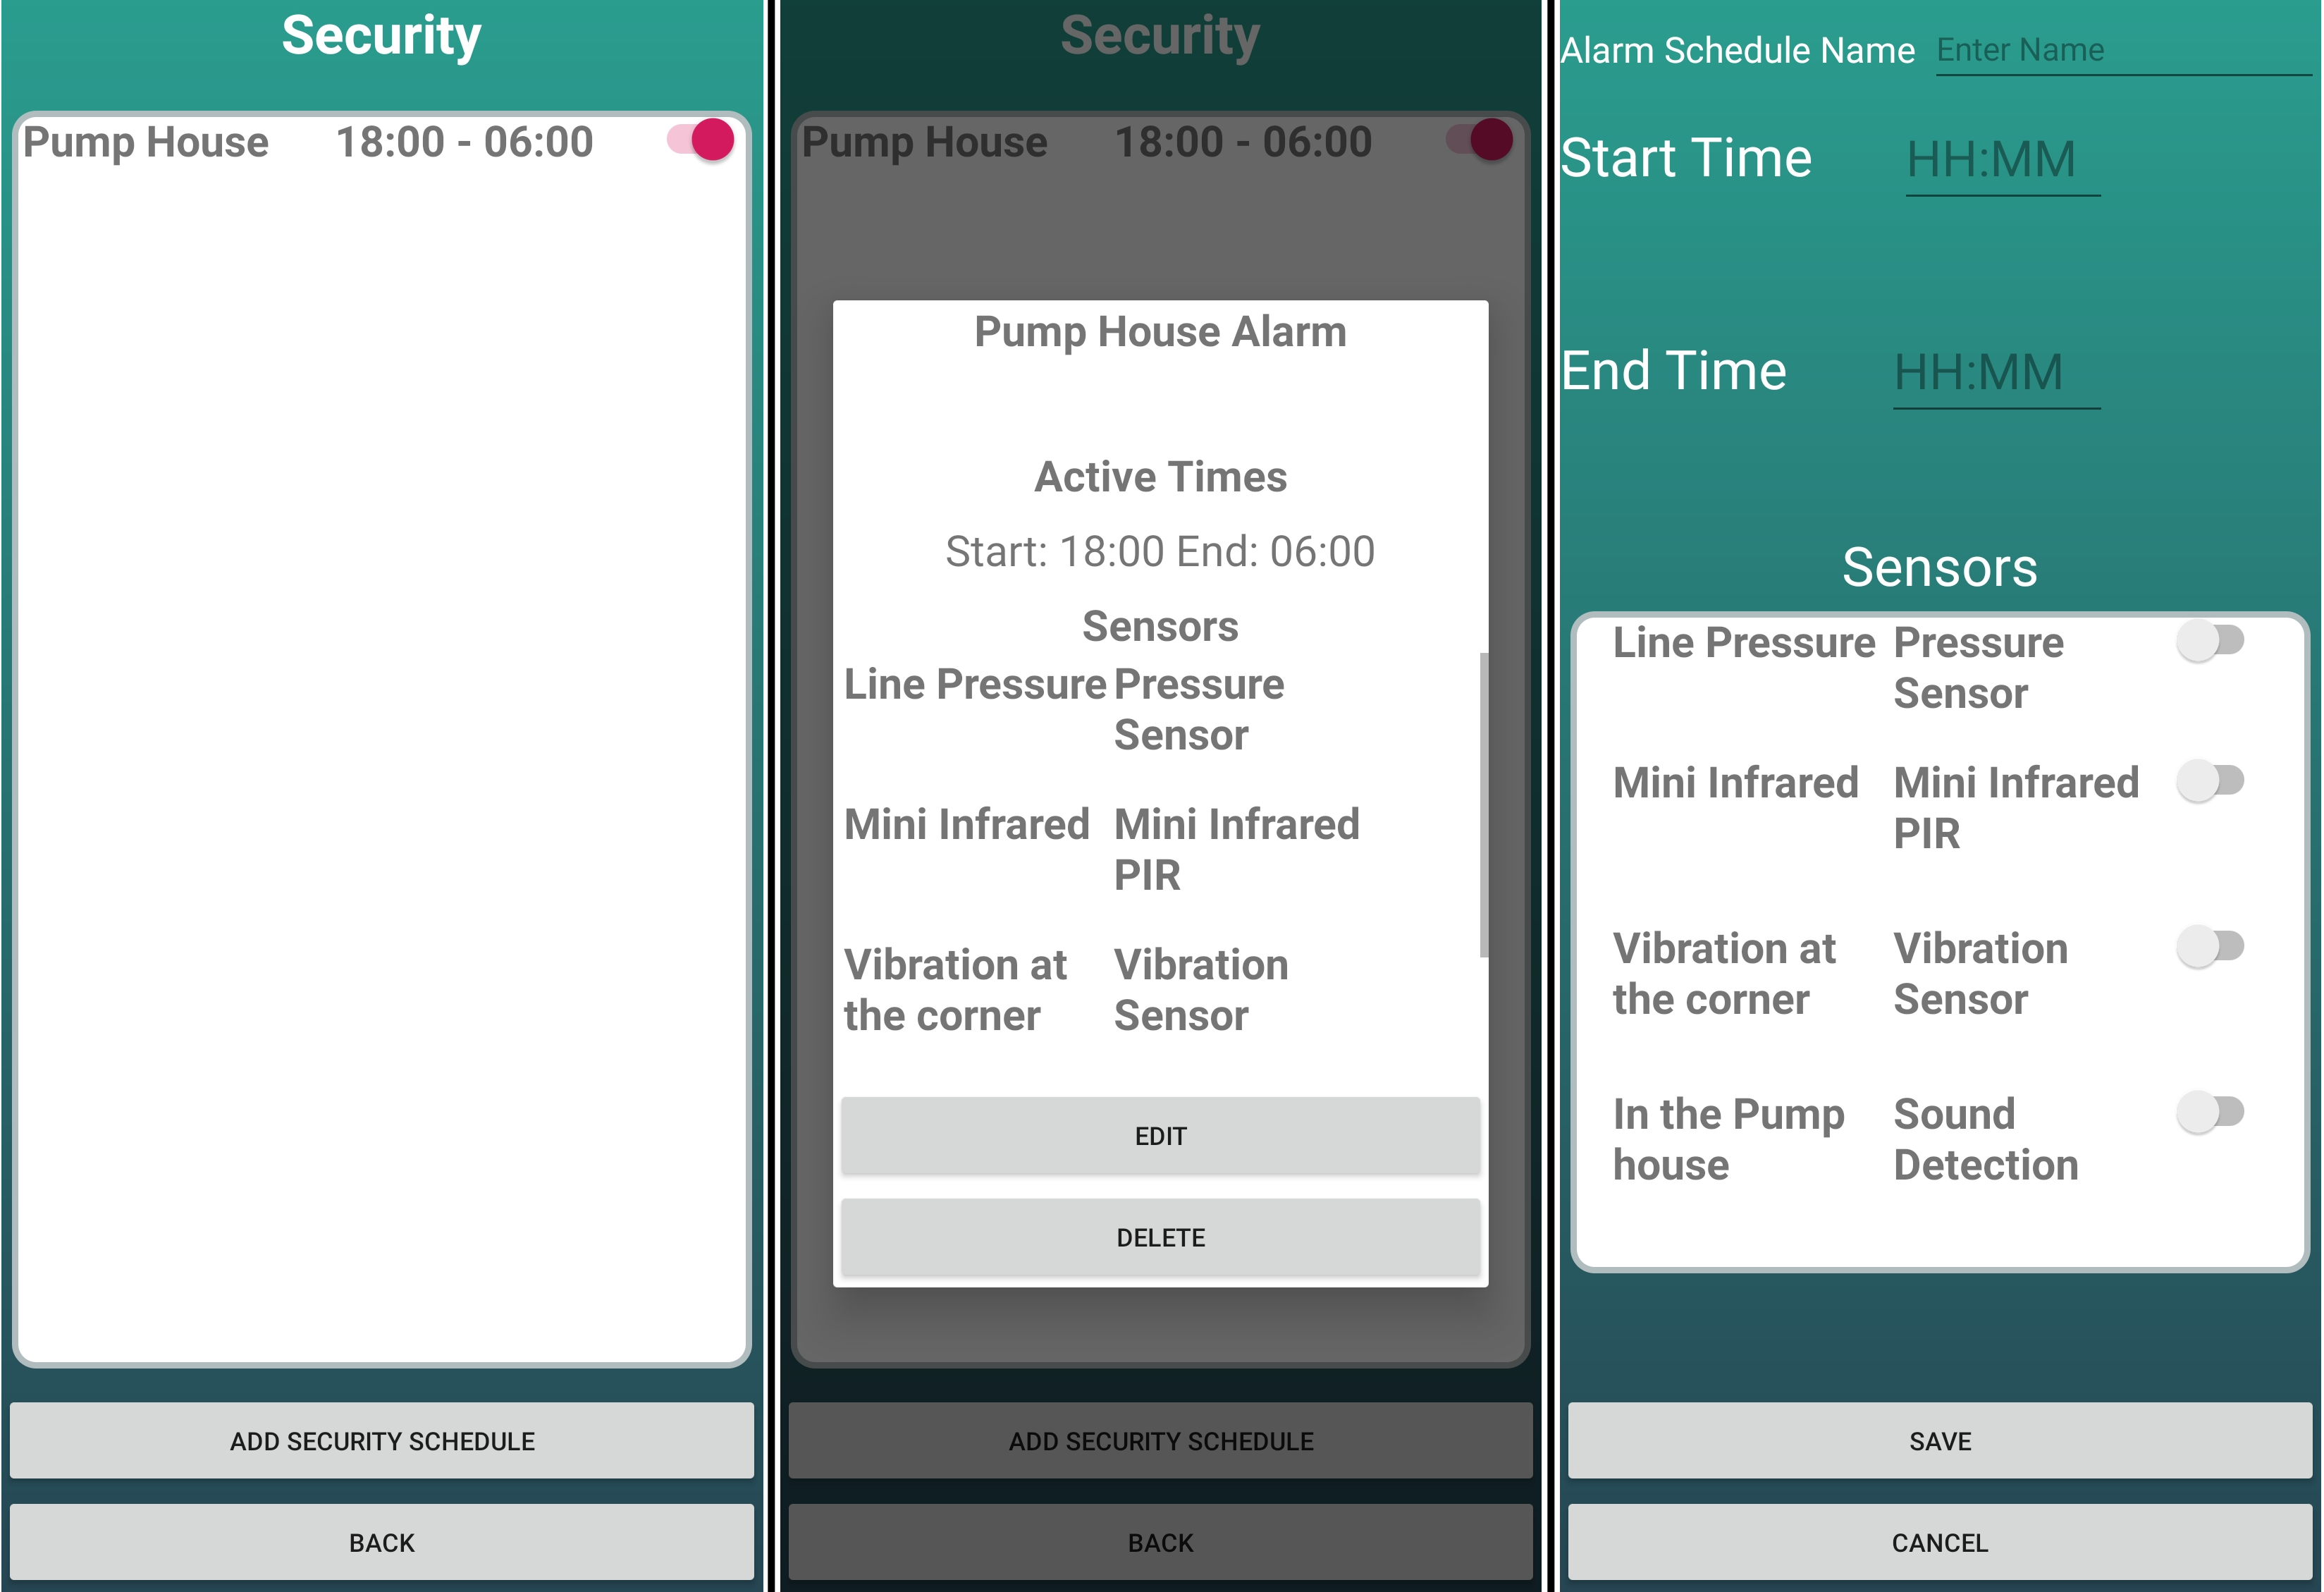 Security
Pump House 18:00 - 06:00
ADD SECURITY SCHEDULE
BACK
Security
Pump House 18:00 - 06:00
Pump House Alarm
Active Times
Start: 18:00 End: 06:00
Sensors
Line Pressure Pressure
Sensor
Mini Infrared Mini Infrared
PIR
Vibration at Vibration
the corner Sensor
EDIT
DELETE
ADD SECURITY SCHEDULE
BACK
Alarm Schedule Name Enter Name
Start Time HH:MM
End Time HH:MM
Sensors
Line Pressure Pressure
Sensor
Mini Infrared Mini Infrared
PIR
Vibration at Vibration
the corner Sensor
In the Pump Sound
house Detection
SAVE
CANCEL